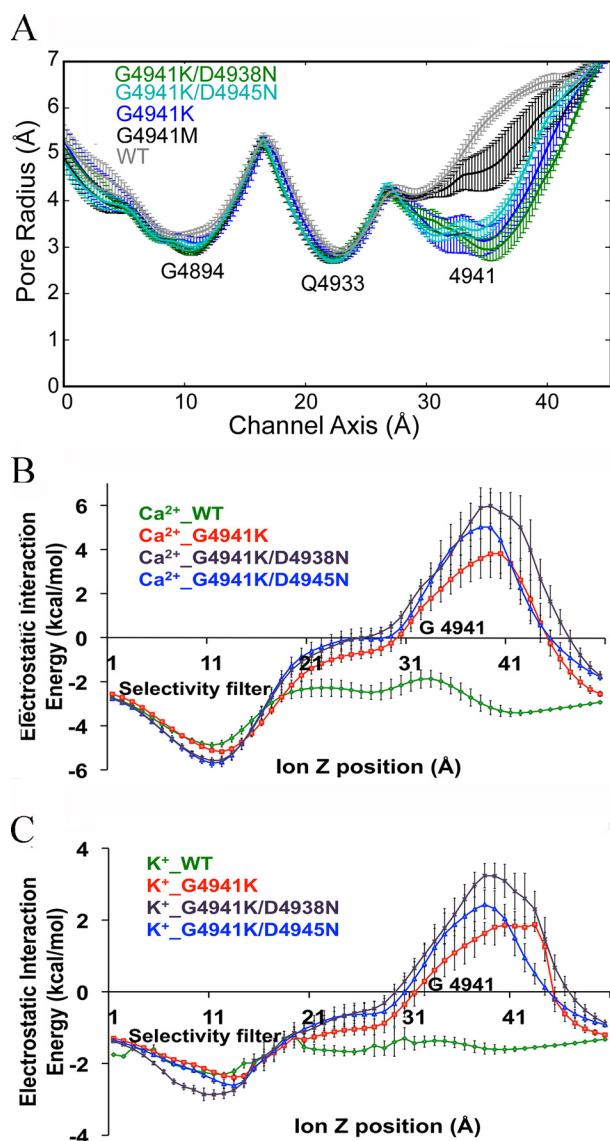 A
G4941K/D4938N
G4941K/D4945N
G4941K
G4941M
WT
Pore Radius (Å)
7
6
5
4
3
2
1
0
G4894
Q4933
4941
0
10
20
30
40
Channel Axis (Å)
B
Ca²⁺_WT
Ca²⁺_G4941K
Ca²⁺_G4941K/D4938N
Ca²⁺_G4941K/D4945N
Electrostatic Interaction
Energy (kcal/mol)
6
4
2
0
-2
-4
-6
G 4941
1
11
21
31
41
Selectivity filter
Ion Z position (Å)
C
K⁺_WT
K⁺_G4941K
K⁺_G4941K/D4938N
K⁺_G4941K/D4945N
Electrostatic Interaction
Energy (kcal/mol)
4
2
0
-2
-4
G 4941
1
11
21
31
41
Selectivity filter
Ion Z position (Å)